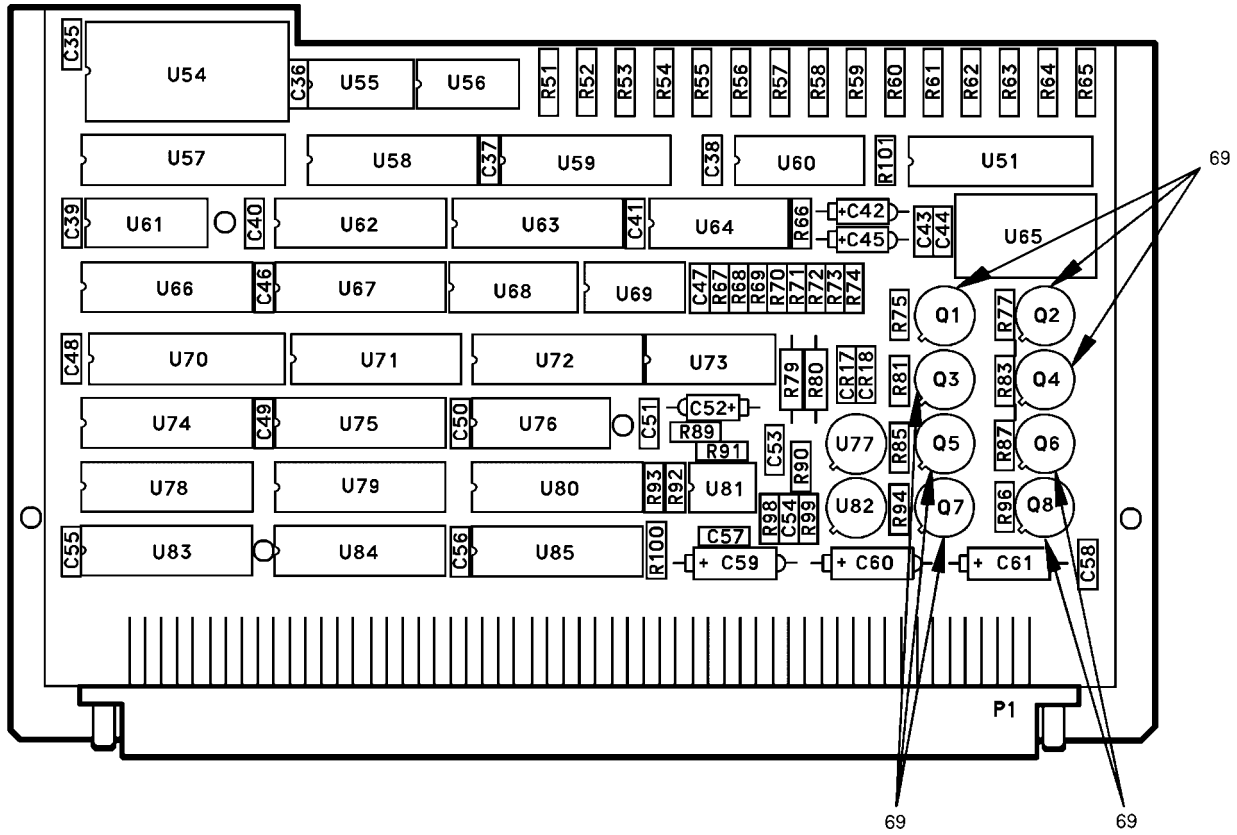 C35 U54 C36 U55 U56 R51 R52 R53 R54 R55 R56 R57 R58 R59 R60 R61 R62 R63 R64 R65
U57 U58 C37 U59 C38 U60 R101 U51 69
C39 U61 C40 U62 U63 C41 U64 R66 +C42 C43 C44 U65
+C45
U66 C46 U67 U68 U69 C47 R67 R68 R69 R70 R71 R72 R73 R74 R75 Q1 R77 Q2
C48 U70 U71 U72 U73 R79 R80 CR17 CR18 R81 Q3 R83 Q4
U74 C49 U75 C50 U76 C51 C52+ R89 R91 C53 R90 U77 R85 Q5 R87 Q6
U78 U79 U80 R93 R92 U81 R98 C54 R99 U82 R94 Q7 R96 Q8
C55 U83 U84 C56 U85 R100 C57 + C59 + C60 + C61 C58
P1
69 69